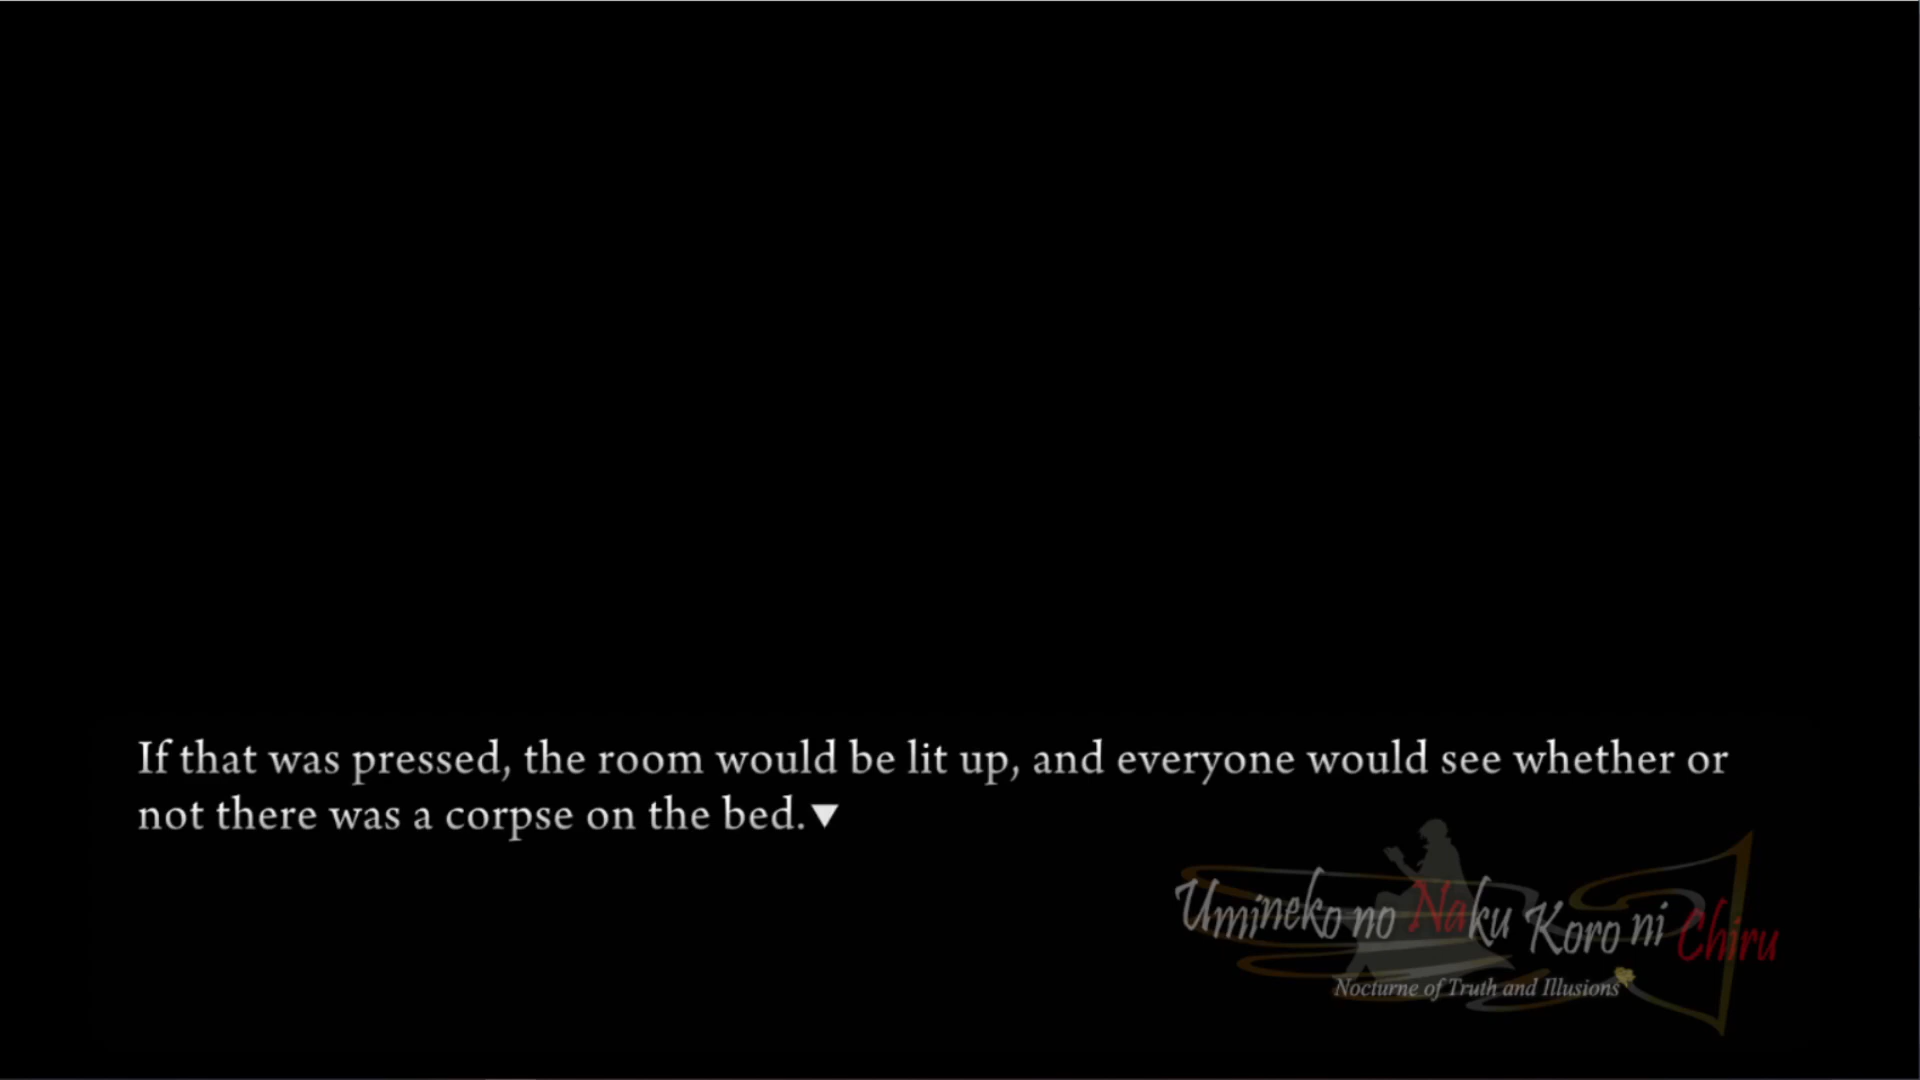 If that was pressed, the room would be lit up, and everyone would see whether or
not there was a corpse on the bed.▼
Umineko no Naku Koro ni Chiru
Nocturne of Truth and Illusions